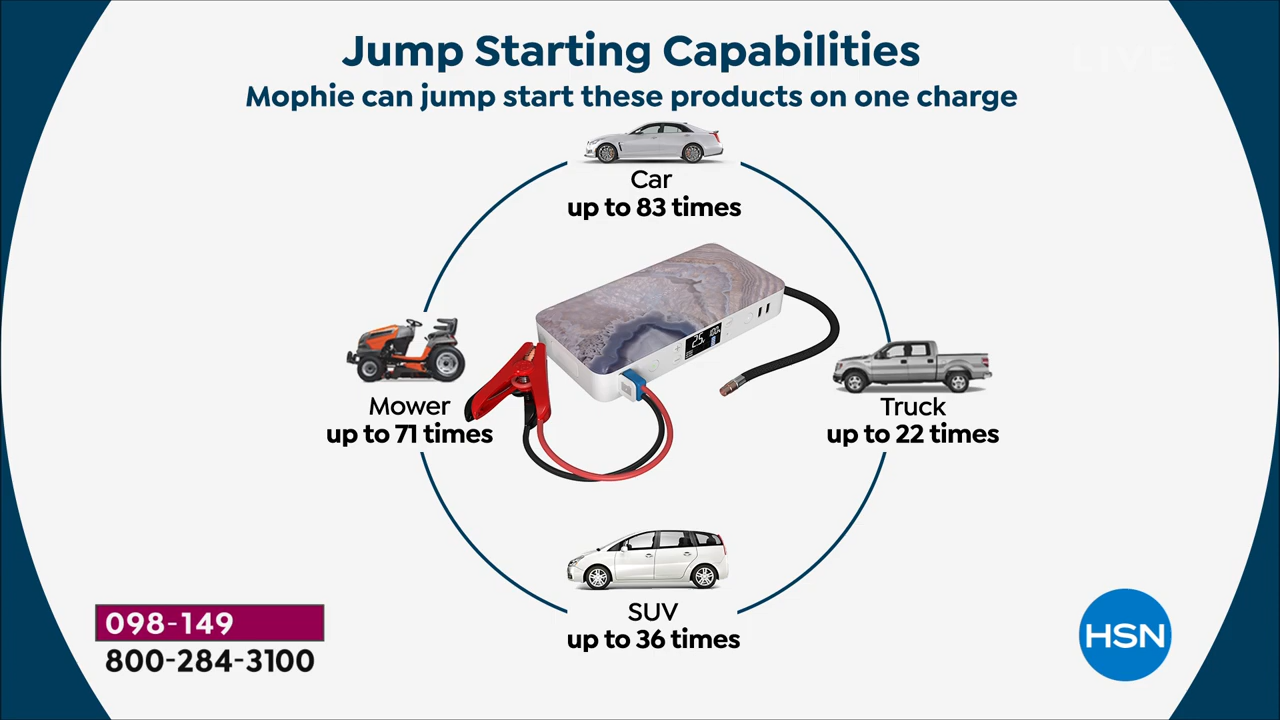 Jump Starting Capabilities
LIVE
Mophie can jump start these products on one charge
Car
up to 83 times
Mower
up to 71 times
Truck
up to 22 times
SUV
up to 36 times
098-149
800-284-3100
HSN